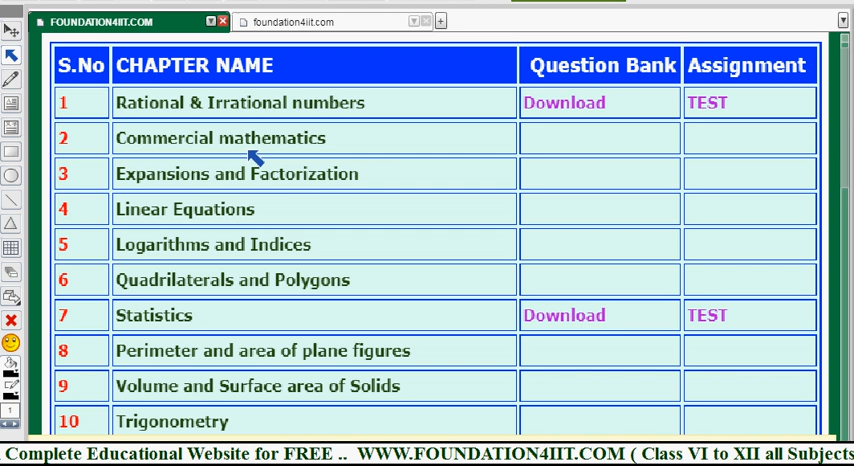 FOUNDATION4IIT.COM foundation4iit.com
S.No CHAPTER NAME Question Bank Assignment
1 Rational & Irrational numbers Download TEST
2 Commercial mathematics
3 Expansions and Factorization
4 Linear Equations
5 Logarithms and Indices
6 Quadrilaterals and Polygons
7 Statistics Download TEST
8 Perimeter and area of plane figures
9 Volume and Surface area of Solids
10 Trigonometry
1
Complete Educational Website for FREE .. WWW.FOUNDATION4IIT.COM ( Class VI to XII all Subjects